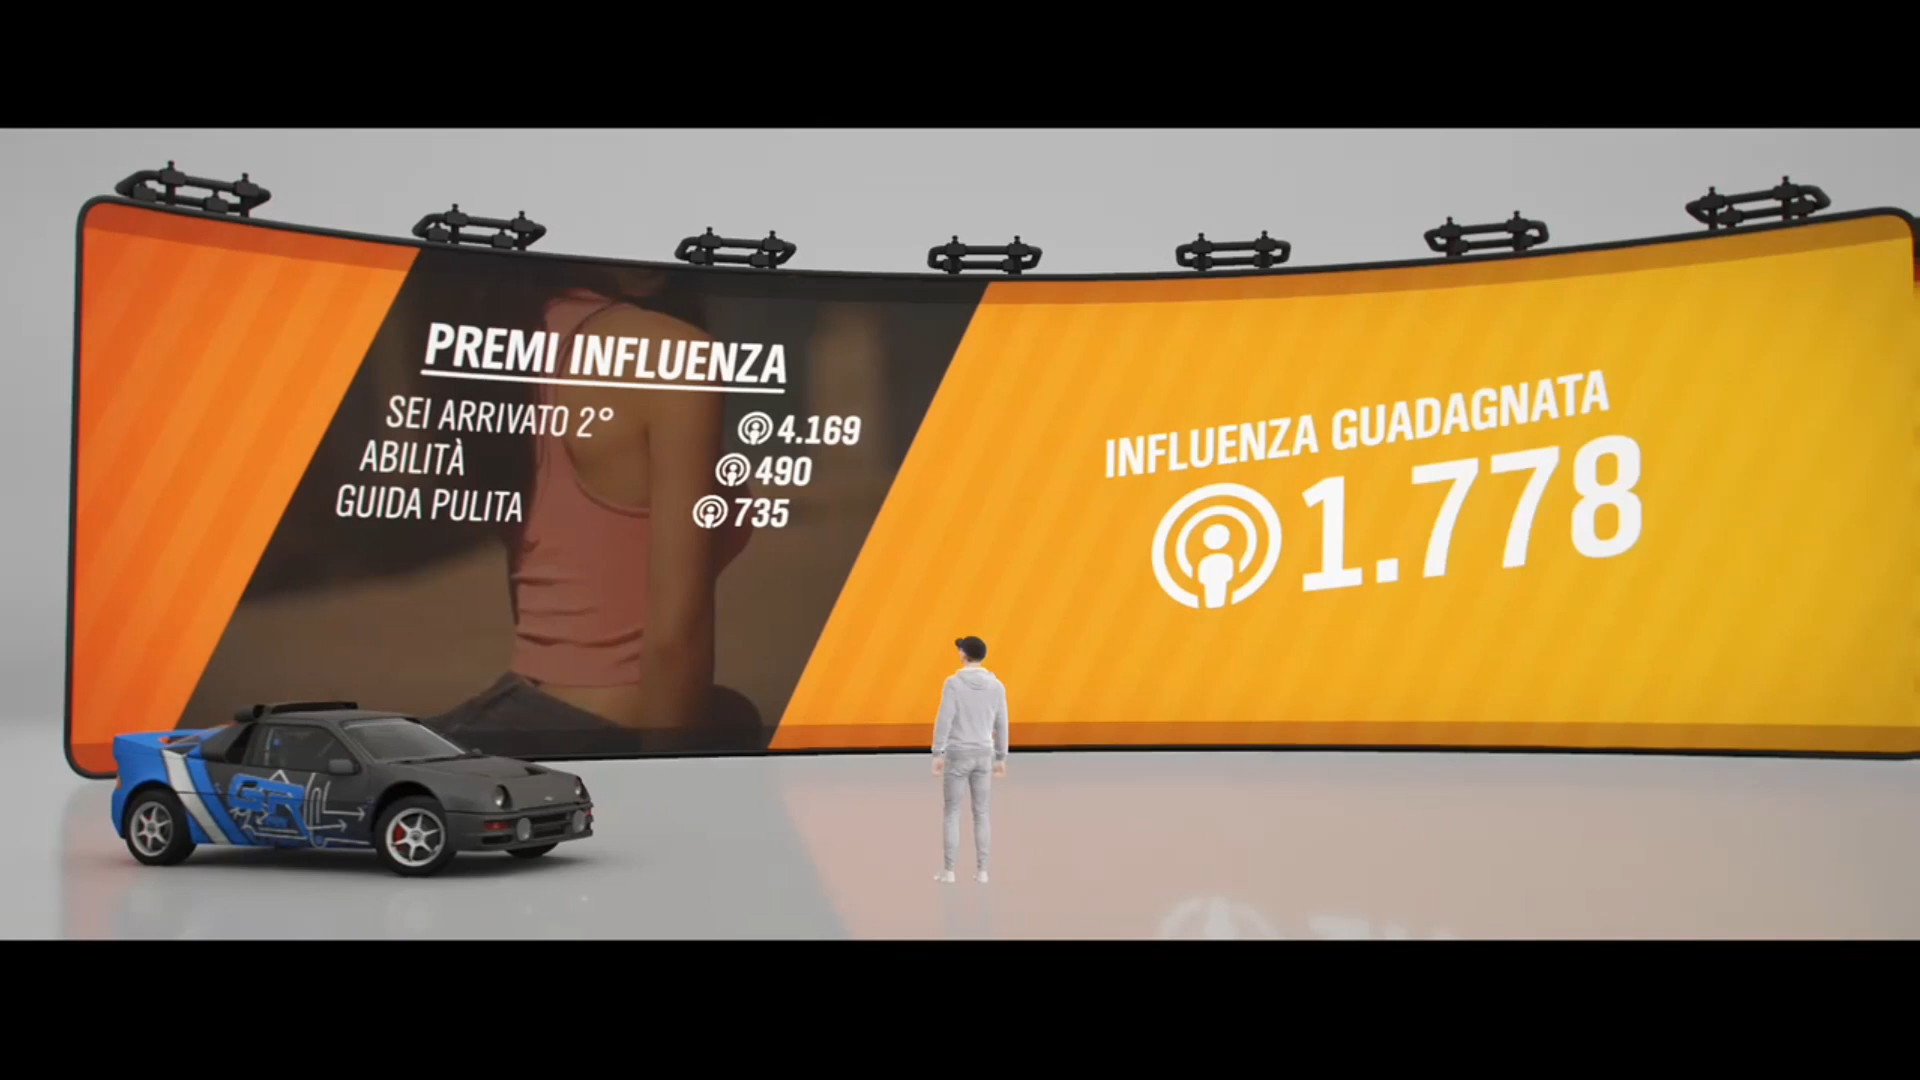 PREMI INFLUENZA
SEI ARRIVATO 2° 4.169
ABILITÀ 490
GUIDA PULITA 735
INFLUENZA GUADAGNATA
1.778